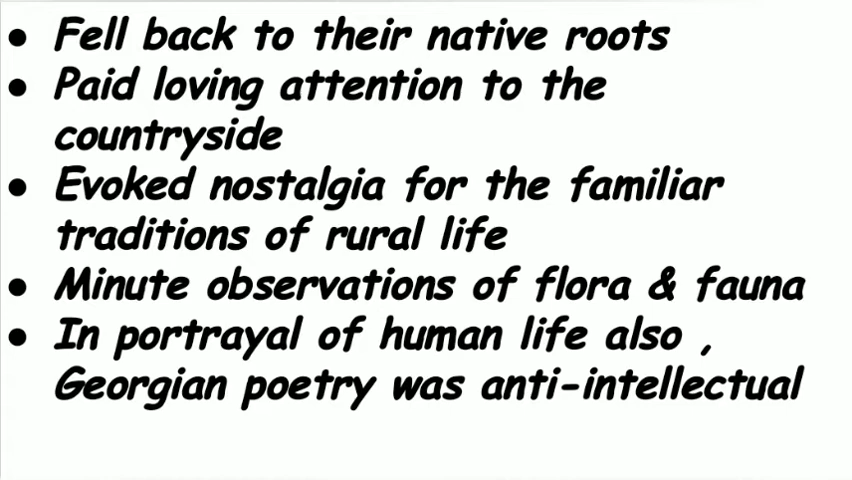 ● Fell back to their native roots
● Paid loving attention to the
countryside
● Evoked nostalgia for the familiar
traditions of rural life
● Minute observations of flora & fauna
● In portrayal of human life also ,
Georgian poetry was anti-intellectual